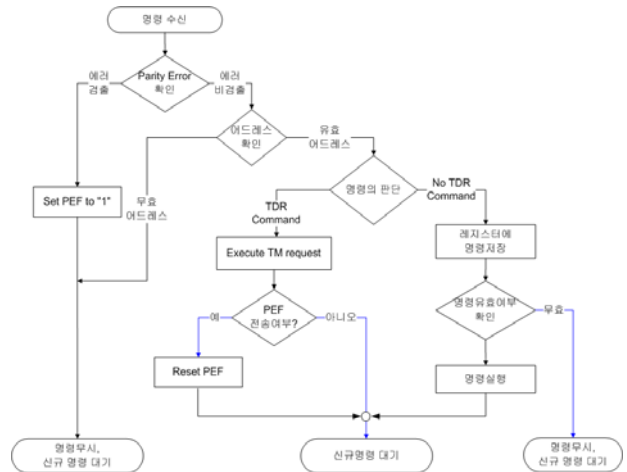 명령 수신
Parity Error
확인
에러
검출
에러
비검출
어드레스
확인
유효
어드레스
무효
어드레스
Set PEF to "1"
명령의 판단
TDR
Command
No TDR
Command
Execute TM request
레지스터에
명령저장
PEF
전송여부?
예
아니오
명령유효여부
확인
무효
Reset PEF
명령실행
명령무시,
신규 명령 대기
신규명령 대기
명령무시,
신규 명령 대기